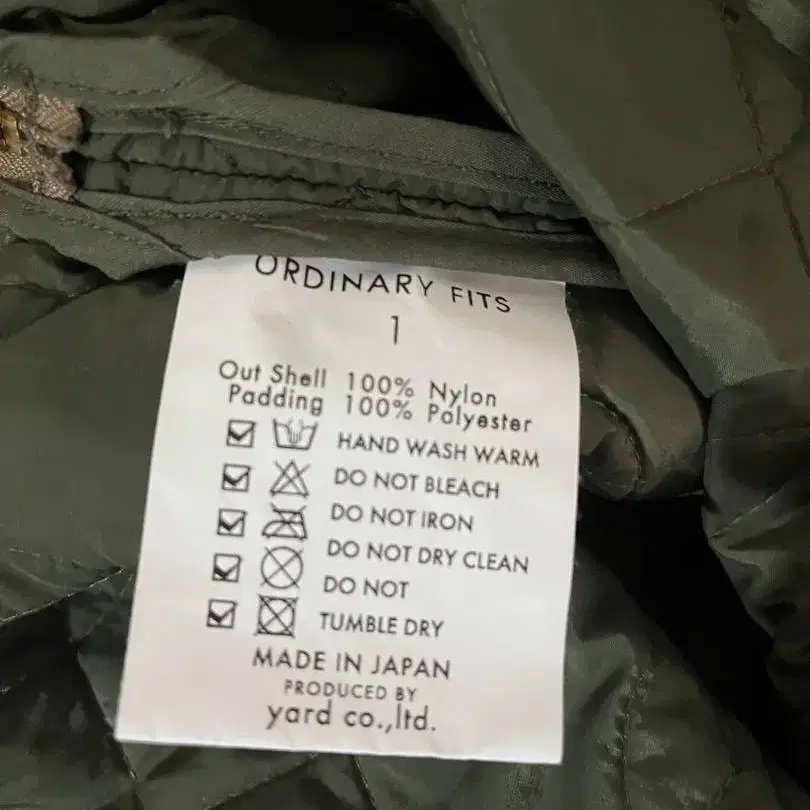 ORDINARY FITS
1
Out Shell 100% Nylon
Padding 100% Polyester
HAND WASH WARM
DO NOT BLEACH
DO NOT IRON
DO NOT DRY CLEAN
DO NOT
TUMBLE DRY
MADE IN JAPAN
PRODUCED BY
yard co.,ltd.